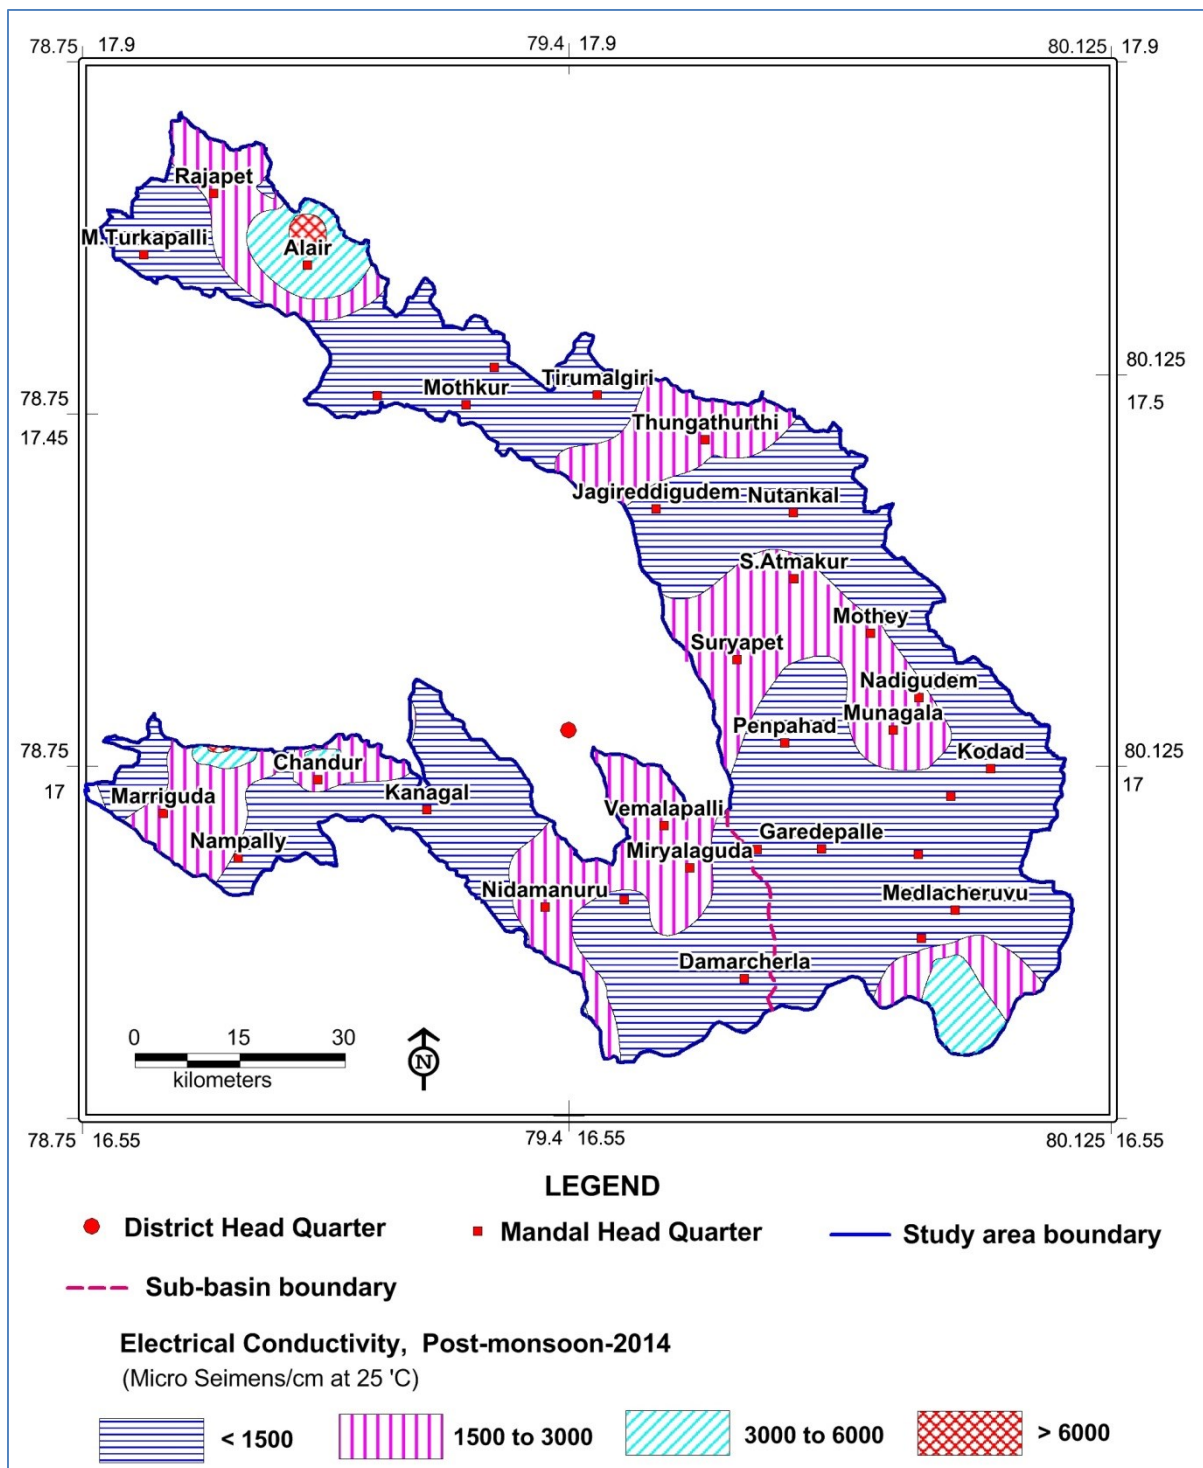 78.75 17.9
79.4 17.9
80.125 17.9
Rajapet
M.Turkapalli
Alair
80.125
17.5
Tirumalgiri
Mothkur
78.75
17.45
Thungathurthi
Jagireddigudem
Nutankal
S.Atmakur
Mothey
Suryapet
Nadigudem
Munagala
Penpahad
78.75
17
Chandur
Kodad
80.125
17
Marriguda
Kanagal
Vemalapalli
Nampally
Garedepalle
Miryalaguda
Nidamanuru
Medlacheruvu
Damarcherla
0 15 30
kilometers
N
78.75 16.55
79.4 16.55
80.125 16.55
LEGEND
District Head Quarter
Mandal Head Quarter
Study area boundary
Sub-basin boundary
Electrical Conductivity, Post-monsoon-2014
(Micro Seimens/cm at 25 'C)
< 1500
1500 to 3000
3000 to 6000
> 6000